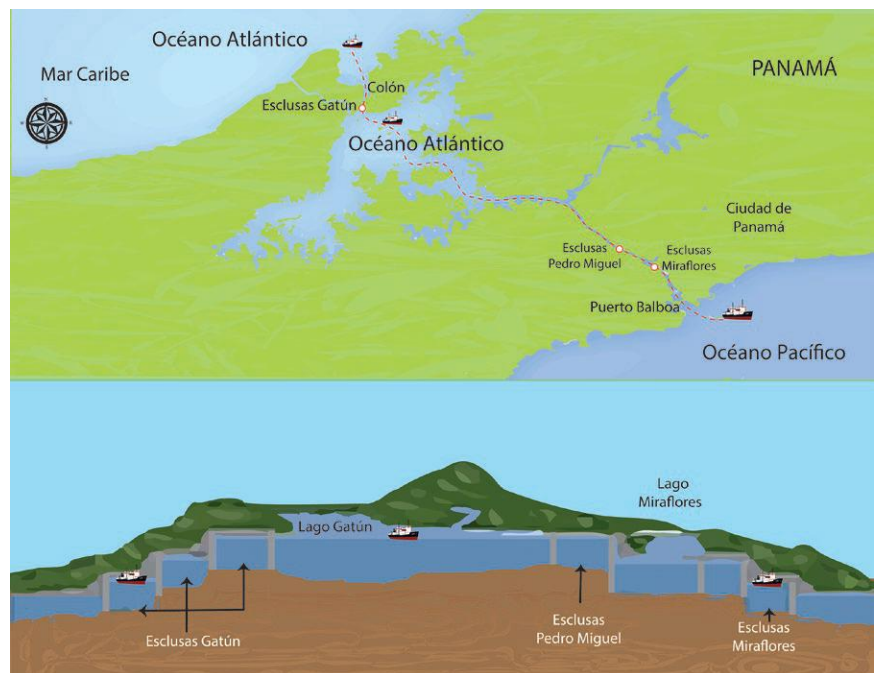 Océano Atlántico
Mar Caribe
PANAMÁ
Colón
Esclusas Gatún
Océano Atlántico
Ciudad de
Panamá
Esclusas
Pedro Miguel
Esclusas
Miraflores
Puerto Balboa
Océano Pacífico
Lago
Miraflores
Lago Gatún
Esclusas Gatún
Esclusas
Pedro Miguel
Esclusas
Miraflores